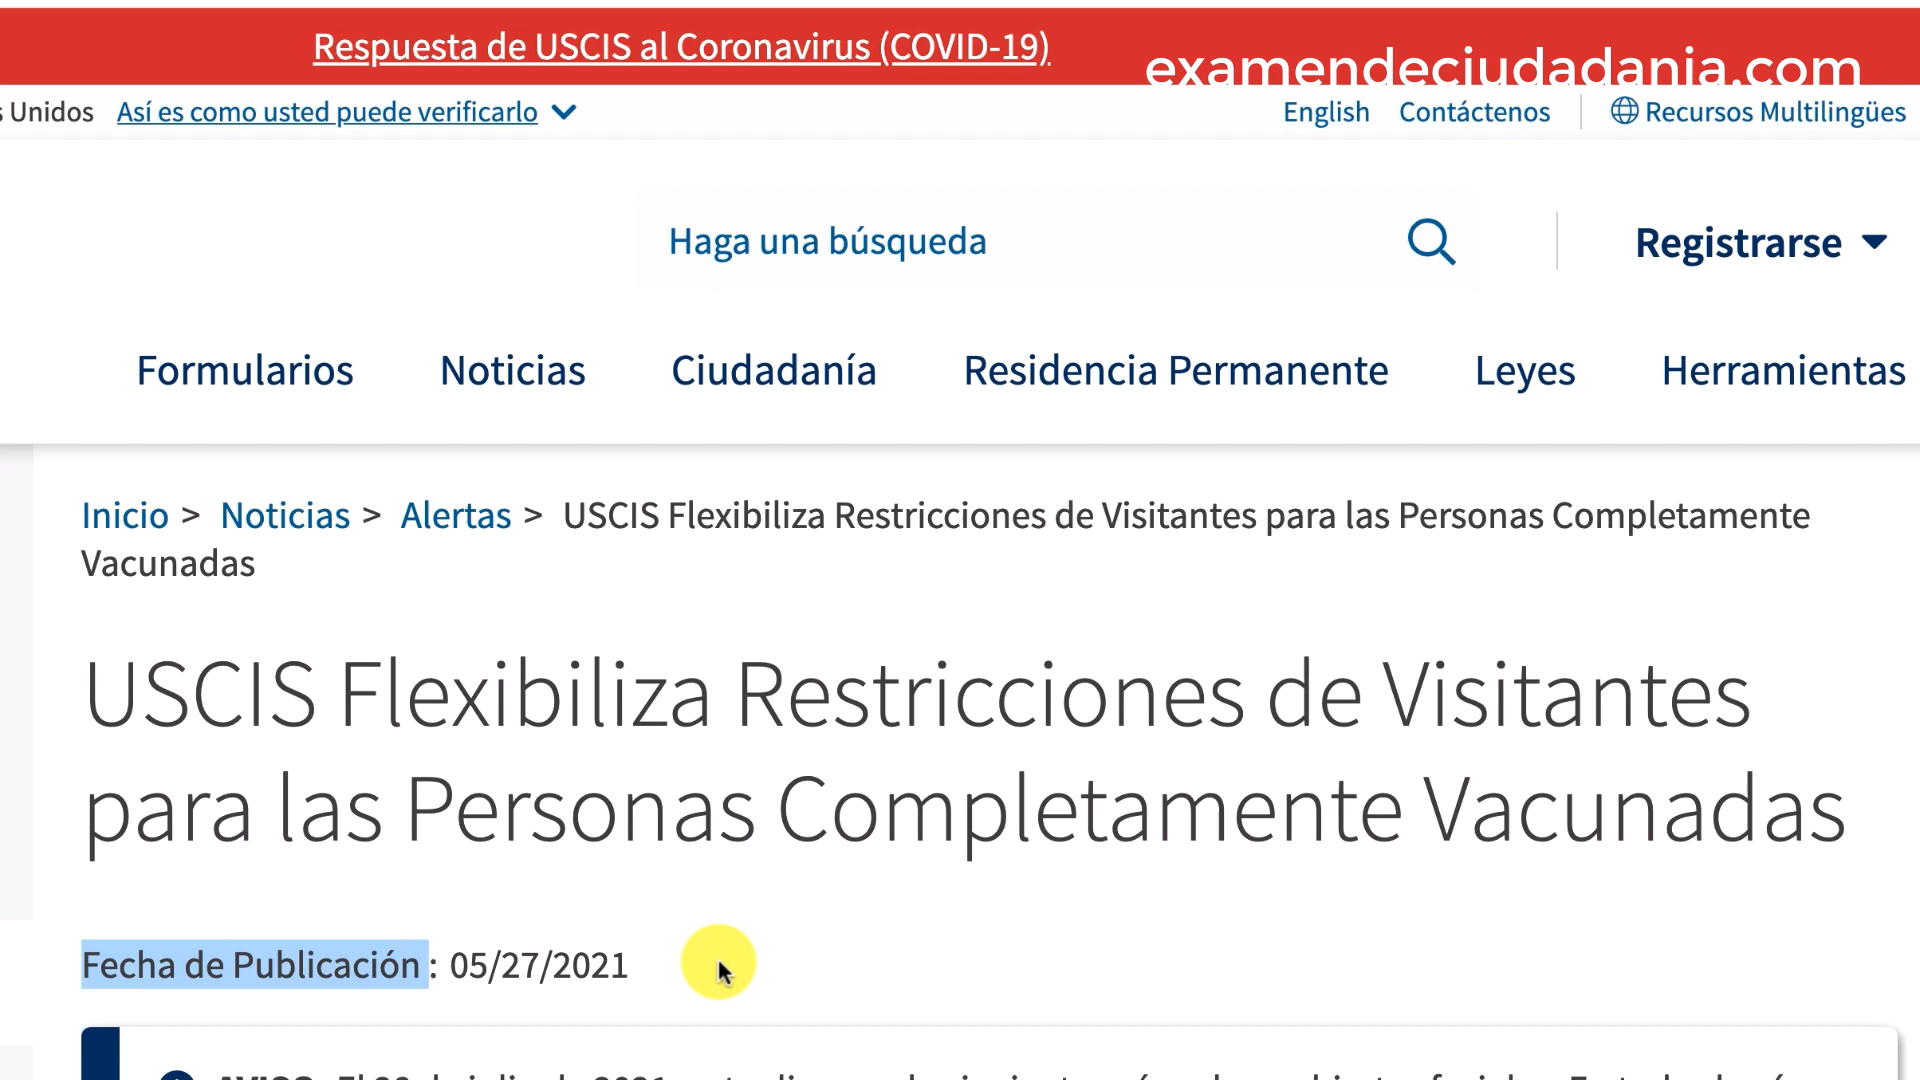 Respuesta de USCIS al Coronavirus (COVID-19)
examendeciudadania.com
s Unidos Así es como usted puede verificarlo English Contáctenos Recursos Multilingües
Haga una búsqueda Registrarse
Formularios Noticias Ciudadanía Residencia Permanente Leyes Herramientas
Inicio > Noticias > Alertas > USCIS Flexibiliza Restricciones de Visitantes para las Personas Completamente
Vacunadas
USCIS Flexibiliza Restricciones de Visitantes
para las Personas Completamente Vacunadas
Fecha de Publicación : 05/27/2021